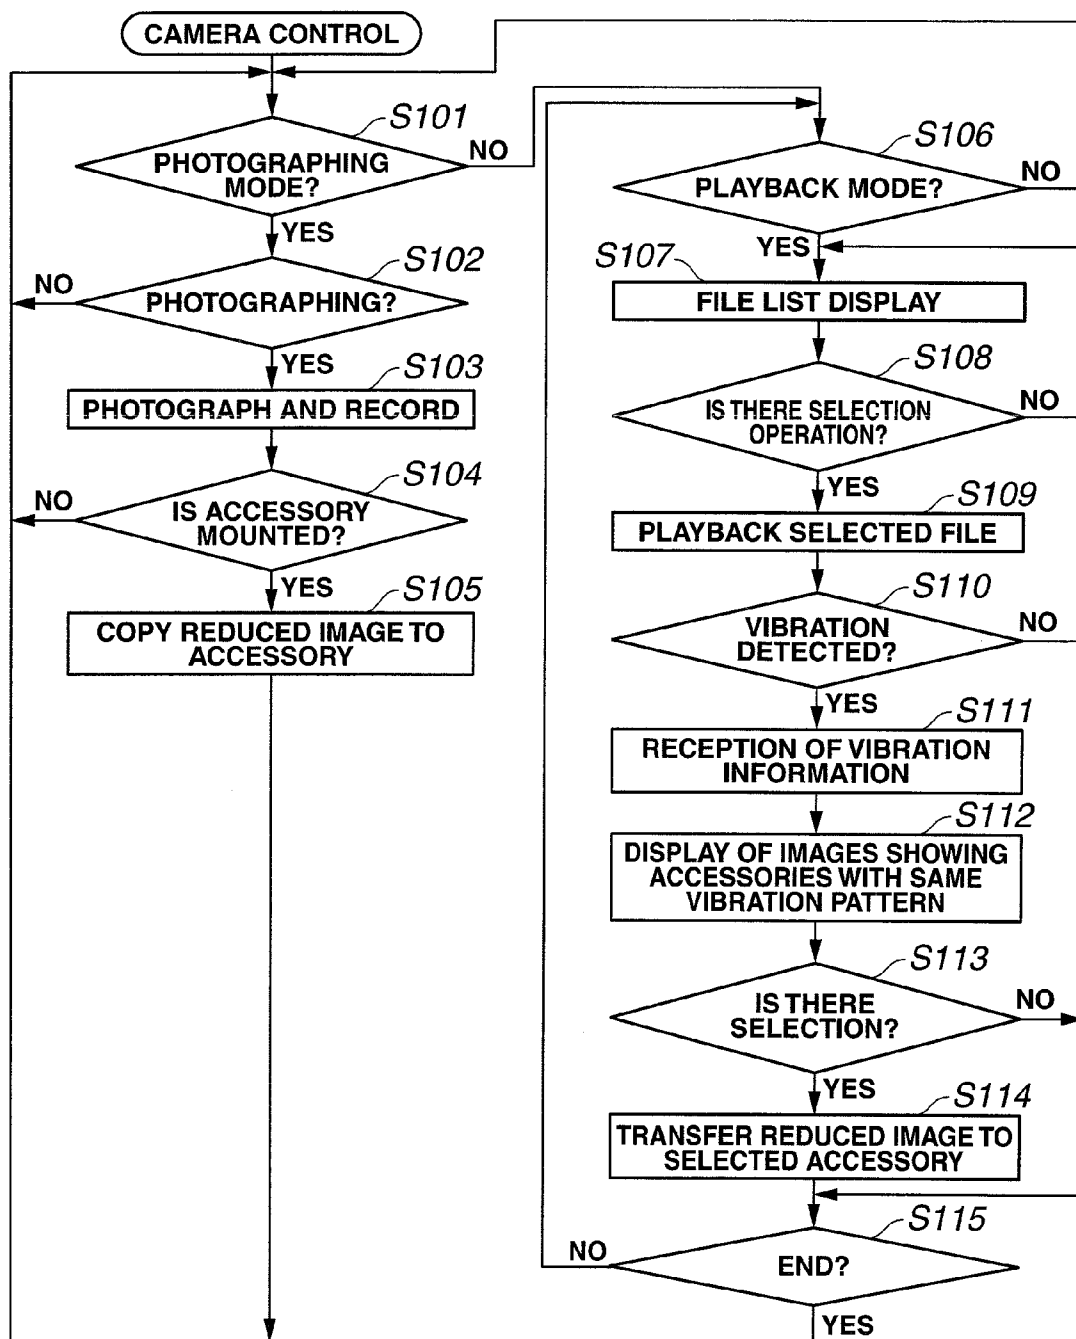 CAMERA CONTROL
S101
PHOTOGRAPHING
MODE?
NO
YES
S102
NO
PHOTOGRAPHING?
YES
S103
PHOTOGRAPH AND RECORD
S104
NO
IS ACCESSORY
MOUNTED?
YES
S105
COPY REDUCED IMAGE TO
ACCESSORY
S106
PLAYBACK MODE?
NO
YES
S107
FILE LIST DISPLAY
S108
IS THERE SELECTION
OPERATION?
NO
YES
S109
PLAYBACK SELECTED FILE
S110
VIBRATION
DETECTED?
NO
YES
S111
RECEPTION OF VIBRATION
INFORMATION
S112
DISPLAY OF IMAGES SHOWING
ACCESSORIES WITH SAME
VIBRATION PATTERN
S113
IS THERE
SELECTION?
NO
YES
S114
TRANSFER REDUCED IMAGE TO
SELECTED ACCESSORY
S115
NO
END?
YES